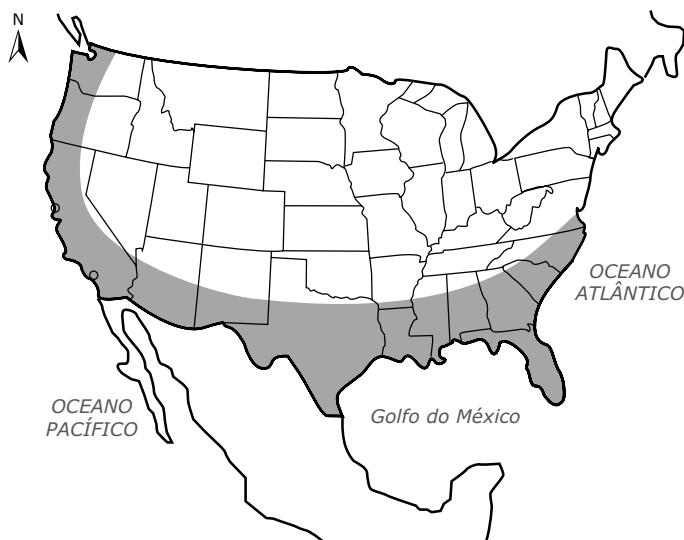 N
OCEANO
ATLÂNTICO
OCEANO
PACÍFICO
Golfo do México